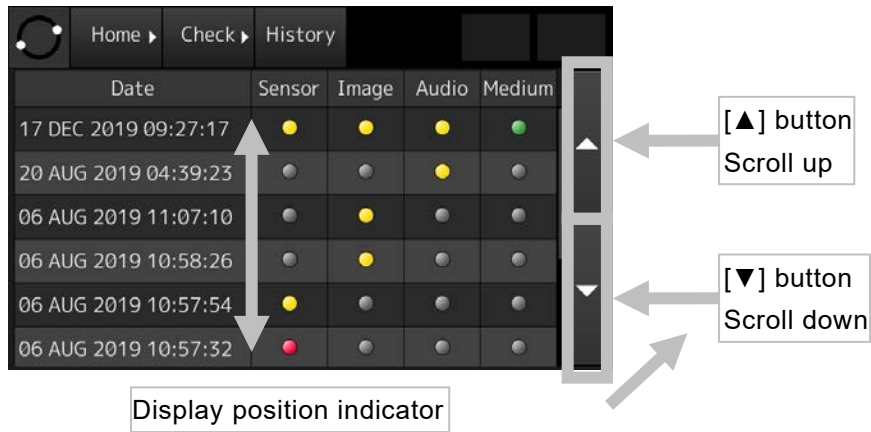 Home ▸ Check ▸ History
Date Sensor Image Audio Medium
17 DEC 2019 09:27:17
20 AUG 2019 04:39:23
06 AUG 2019 11:07:10
06 AUG 2019 10:58:26
06 AUG 2019 10:57:54
06 AUG 2019 10:57:32
[▲] button
Scroll up
[▼] button
Scroll down
Display position indicator